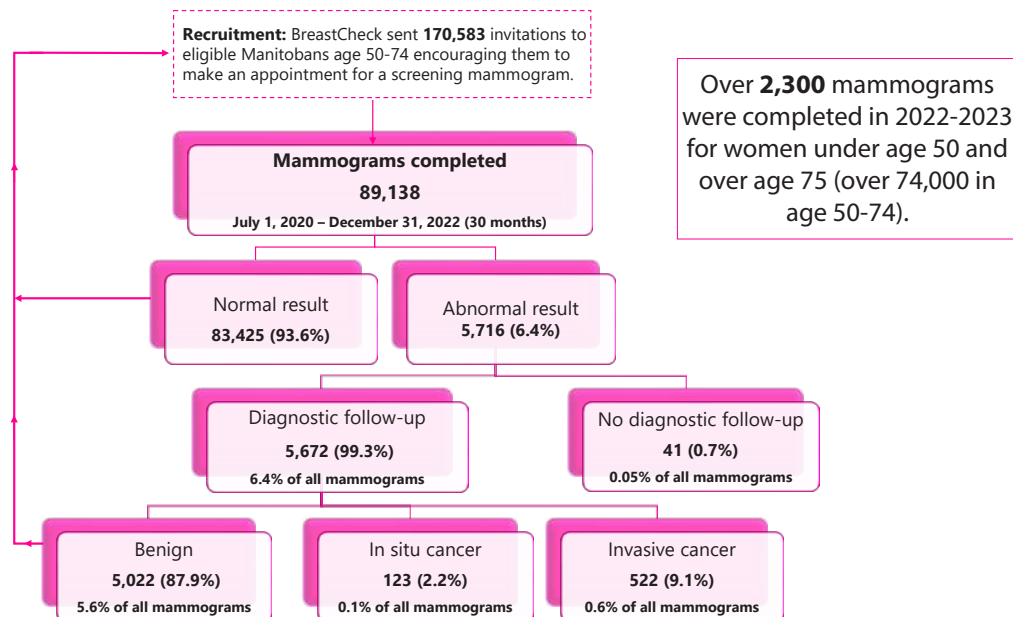 Recruitment: BreastCheck sent 170,583 invitations to
eligible Manitobans age 50-74 encouraging them to
make an appointment for a screening mammogram.
Over 2,300 mammograms
were completed in 2022-2023
for women under age 50 and
over age 75 (over 74,000 in
age 50-74).
Mammograms completed
89,138
July 1, 2020 – December 31, 2022 (30 months)
Normal result
83,425 (93.6%)
Abnormal result
5,716 (6.4%)
Diagnostic follow-up
5,672 (99.3%)
6.4% of all mammograms
No diagnostic follow-up
41 (0.7%)
0.05% of all mammograms
Benign
5,022 (87.9%)
5.6% of all mammograms
In situ cancer
123 (2.2%)
0.1% of all mammograms
Invasive cancer
522 (9.1%)
0.6% of all mammograms